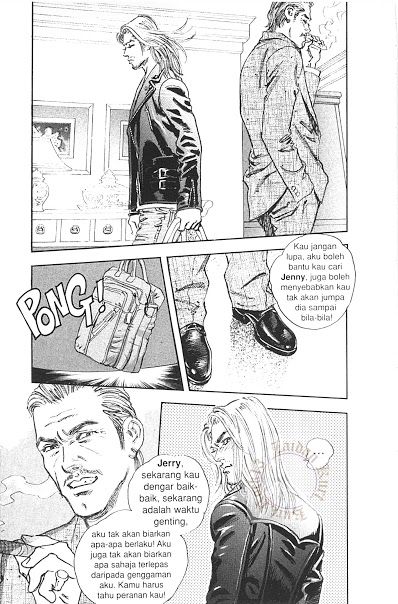 Kau jangan
lupa, aku boleh
bantu kau cari
Jenny, juga boleh
menyebabkan kau
tak akan jumpa
dia sampai
bila-bila!
PONG!
Jerry,
sekarang kau
dengar baik-
baik, sekarang
adalah waktu
genting,
aku tak akan biarkan
apa-apa berlaku! Aku
juga tak akan biarkan
apa sahaja terlepas
daripada genggaman
aku! Kamu harus
tahu peranan kau!
...